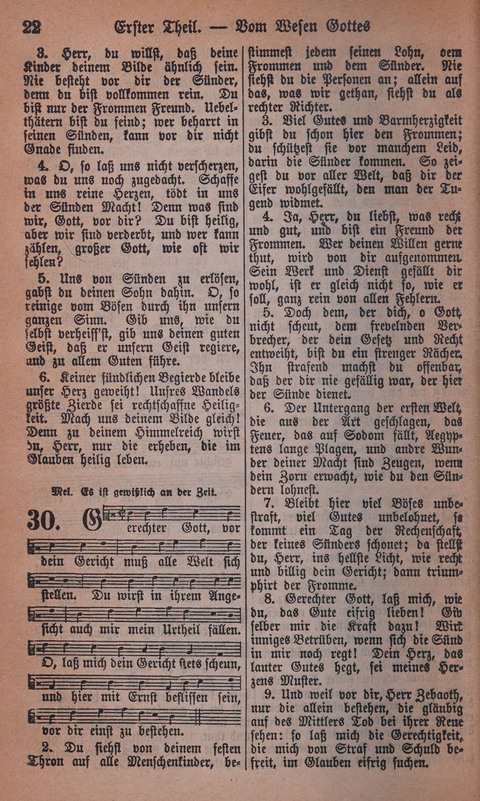 22 Erster Theil. — Vom Wesen Gottes
3. Herr, du willst, daß deine
Kinder deinem Bilde ähnlich sein.
Nie besteht vor dir der Sünder,
denn du bist vollkommen rein. Du
bist nur der Frommen Freund. Uebel-
thätern bist du feind; wer beharrt in
seinen Sünden, kann vor dir nicht
Gnade finden.
4. O, so laß uns nicht verscherzen,
was du uns noch zugedacht. Schaffe
in uns reine Herzen, tödt in uns
der Sünden Macht! Denn was sind
wir, Gott, vor dir? Du bist heilig,
aber wir sind verderbt, und wer kann
zählen, großer Gott, wie oft wir
fehlen?
5. Uns von Sünden zu erlösen,
gabst du deinen Sohn dahin. O, so
reinige vom Bösen durch ihn unsern
ganzen Sinn. Gib uns, wie du
selbst verheiss'st, gib uns deinen guten
Geist, daß er unsern Geist regiere,
und zu allem Guten führe.
6. Keiner sündlichen Begierde bleibe
unser Herz geweiht! Unsres Wandels
größte Zierde sei rechtschaffne Heilig-
keit. Mach uns deinem Bilde gleich!
Denn zu deinem Himmelreich wirst
du, Herr, nur die erheben, die im
Glauben heilig leben.
Mel. Es ist gewißlich an der Zeit.
30. Gerechter Gott, vor
dein Gericht muß alle Welt sich
stellen. Du wirst in ihrem Ange-
sicht auch mir mein Urtheil fällen.
O, laß mich dein Gericht stets scheun,
und hier mit Ernst beflissen sein,
vor dir einst zu bestehen.
2. Du siehst von deinem festen
Thron auf alle Menschenkinder, be-
stimmest jedem seinen Lohn, dem
Frommen und dem Sünder. Nie
siehst du die Personen an; allein auf
das, was wir gethan, siehst du als
rechter Richter.
3. Viel Gutes und Barmherzigkeit
gibst du schon hier den Frommen;
du schützest sie vor manchem Leid,
darin die Sünder kommen. So zei-
gest du vor aller Welt, daß dir der
Eifer wohlgefällt, den man der Tu-
gend widmet.
4. Ja, Herr, du liebst, was recht
und gut, und bist ein Freund der
Frommen. Wer deinen Willen gerne
thut, wird von dir aufgenommen.
Sein Werk und Dienst gefällt dir
wohl, ist er gleich nicht so, wie er
soll, ganz rein von allen Fehlern.
5. Doch dem, der dich, o Gott,
nicht scheut, dem frevelnden Ver-
brecher, der dein Gesetz und Recht
entweiht, bist du ein strenger Rächer.
Ihn strafend machst du offenbar,
daß der dir nie gefällig war, der hier
der Sünde dienet.
6. Der Untergang der ersten Welt,
die aus der Art geschlagen, das
Feuer, das auf Sodom fällt, Aegyp-
tens lange Plagen, und andre Wun-
der deiner Macht sind Zeugen, wenn
dein Zorn erwacht, wie du den Sün-
dern lohnest.
7. Bleibt hier viel Böses unbe-
straft, viel Gutes unbelohnet, so
kommt ein Tag der Rechenschaft,
der keines Sünders schonet; da stellst
du, Herr, ins hellste Licht, wie recht
und billig dein Gericht; dann trium-
phirt der Fromme.
8. Gerechter Gott, laß mich, wie
du, das Gute eifrig lieben! Gib
selber mir die Kraft dazu! Wirk
inniges Betrüben, wenn sich die Sünd
in mir noch regt! Dein Herz, das
lauter Gutes hegt, sei meines Her-
zens Muster.
9. Und weil vor dir, Herr Zebaoth,
nur die allein bestehen, die gläubig
auf des Mittlers Tod bei ihrer Reue
sehen: so laß mich die Gerechtigkeit,
die mich von Straf und Schuld be-
freit, im Glauben eifrig suchen.